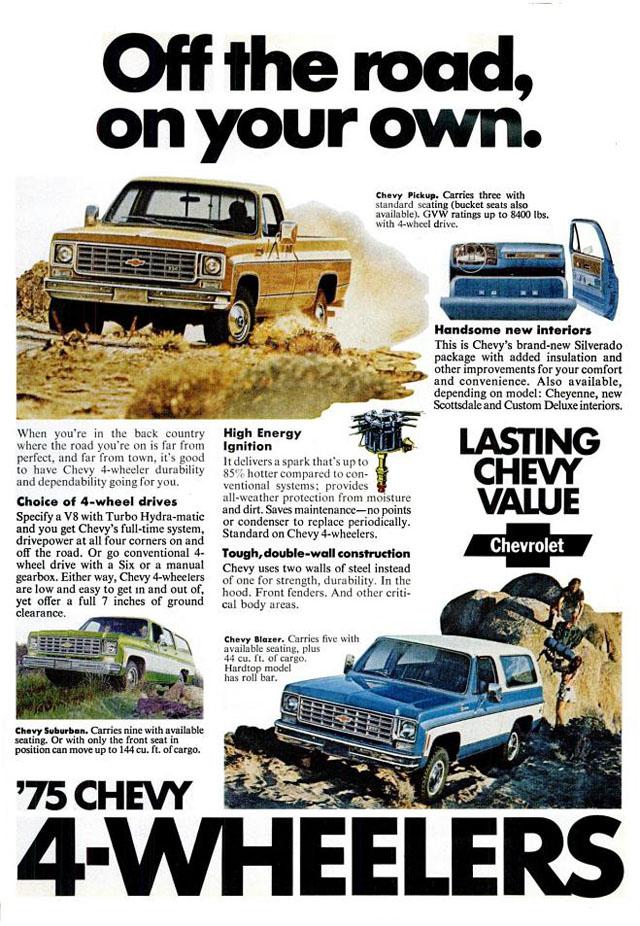 Off the road,
on your own.
Chevy Pickup. Carries three with
standard seating (bucket seats also
available). GVW ratings up to 8400 lbs.
with 4-wheel drive.
Handsome new interiors
This is Chevy's brand-new Silverado
package with added insulation and
other improvements for your comfort
and convenience. Also available,
depending on model: Cheyenne, new
Scottsdale and Custom Deluxe interiors.
When you're in the back country
where the road you're on is far from
perfect, and far from town, it's good
to have Chevy 4-wheeler durability
and dependability going for you.
Choice of 4-wheel drives
Specify a V8 with Turbo Hydra-matic
and you get Chevy's full-time system,
drivepower at all four corners on and
off the road. Or go conventional 4-
wheel drive with a Six or a manual
gearbox. Either way, Chevy 4-wheelers
are low and easy to get in and out of,
yet offer a full 7 inches of ground
clearance.
High Energy
Ignition
It delivers a spark that's up to
85% hotter compared to con-
ventional systems; provides
all-weather protection from moisture
and dirt. Saves maintenance—no points
or condenser to replace periodically.
Standard on Chevy 4-wheelers.
Tough, double-wall construction
Chevy uses two walls of steel instead
of one for strength, durability. In the
hood. Front fenders. And other criti-
cal body areas.
LASTING
CHEVY
VALUE
Chevrolet
Chevy Blazer. Carries five with
available seating, plus
44 cu. ft. of cargo.
Hardtop model
has roll bar.
Chevy Suburban. Carries nine with available
seating. Or with only the front seat in
position can move up to 144 cu. ft. of cargo.
'75 CHEVY
4-WHEELERS